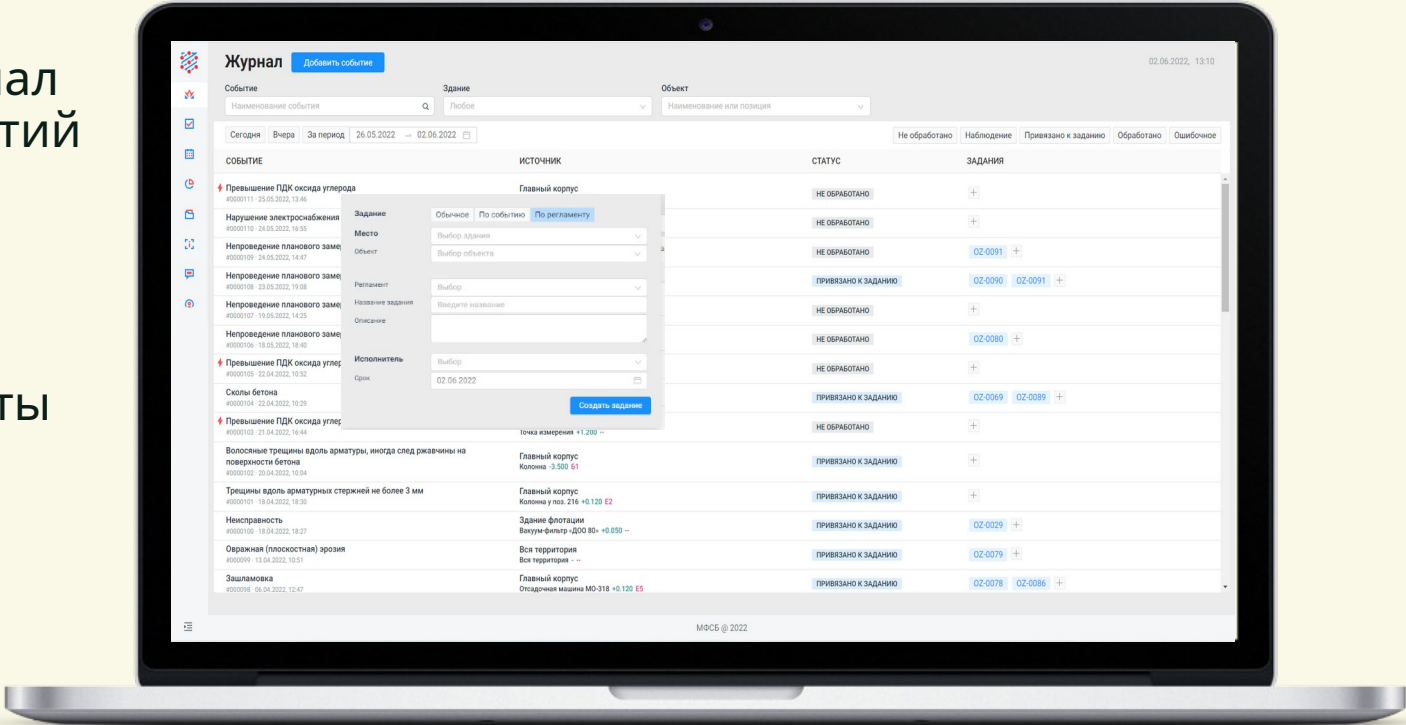 нал
тий
ты
Журнал
Добавить событие
02.06.2022, 13:10
Событие
Здание
Объект
Наименование события
Любое
Наименование или позиция
Сегодня Вчера За период 26.05.2022 → 02.06.2022
Не обработано Наблюдение Привязано к заданию Обработано Ошибочное
СОБЫТИЕ ИСТОЧНИК СТАТУС ЗАДАНИЯ
Превышение ПДК оксида углерода Главный корпус
#0000111 · 25.05.2022, 13:46
НЕ ОБРАБОТАНО +
Нарушение электроснабжения
#0000110 · 24.05.2022, 16:55
НЕ ОБРАБОТАНО +
Непроведение планового заме
#0000109 · 24.05.2022, 14:47
НЕ ОБРАБОТАНО OZ-0091 +
Непроведение планового заме
#0000108 · 23.05.2022, 19:08
ПРИВЯЗАНО К ЗАДАНИЮ OZ-0090 OZ-0091 +
Непроведение планового заме
#0000107 · 19.05.2022, 14:25
НЕ ОБРАБОТАНО +
Непроведение планового заме
#0000106 · 18.05.2022, 18:40
НЕ ОБРАБОТАНО OZ-0080 +
Превышение ПДК оксида углер
#0000105 · 22.04.2022, 10:52
НЕ ОБРАБОТАНО +
Сколы бетона
#0000104 · 22.04.2022, 10:29
ПРИВЯЗАНО К ЗАДАНИЮ OZ-0069 OZ-0089 +
Превышение ПДК оксида углер
#0000103 · 21.04.2022, 16:44
Точка измерения +1.200 --
НЕ ОБРАБОТАНО +
Задание Обычное По событию По регламенту
Место Выбор здания
Объект Выбор объекта
Регламент Выбор
Название задания Введите название
Описание
Исполнитель Выбор
Срок 02.06.2022
Создать задание
Волосяные трещины вдоль арматуры, иногда след ржавчины на
поверхности бетона
#0000102 · 20.04.2022, 10:04
Главный корпус
Колонна -3.500 Б1
ПРИВЯЗАНО К ЗАДАНИЮ +
Трещины вдоль арматурных стержней не более 3 мм
#0000101 · 18.04.2022, 18:30
Главный корпус
Колонна у поз. 216 +0.120 Е2
ПРИВЯЗАНО К ЗАДАНИЮ +
Неисправность
#0000100 · 18.04.2022, 18:27
Здание флотации
Вакуум-фильтр «ДОО 80» +0.050 --
ПРИВЯЗАНО К ЗАДАНИЮ OZ-0029 +
Овражная (плоскостная) эрозия
#000099 · 13.04.2022, 10:51
Вся территория
Вся территория - --
ПРИВЯЗАНО К ЗАДАНИЮ OZ-0079 +
Зашламовка
#000098 · 06.04.2022, 12:47
Главный корпус
Отсадочная машина МО-318 +0.120 Е5
ПРИВЯЗАНО К ЗАДАНИЮ OZ-0078 OZ-0086 +
МФСБ @ 2022